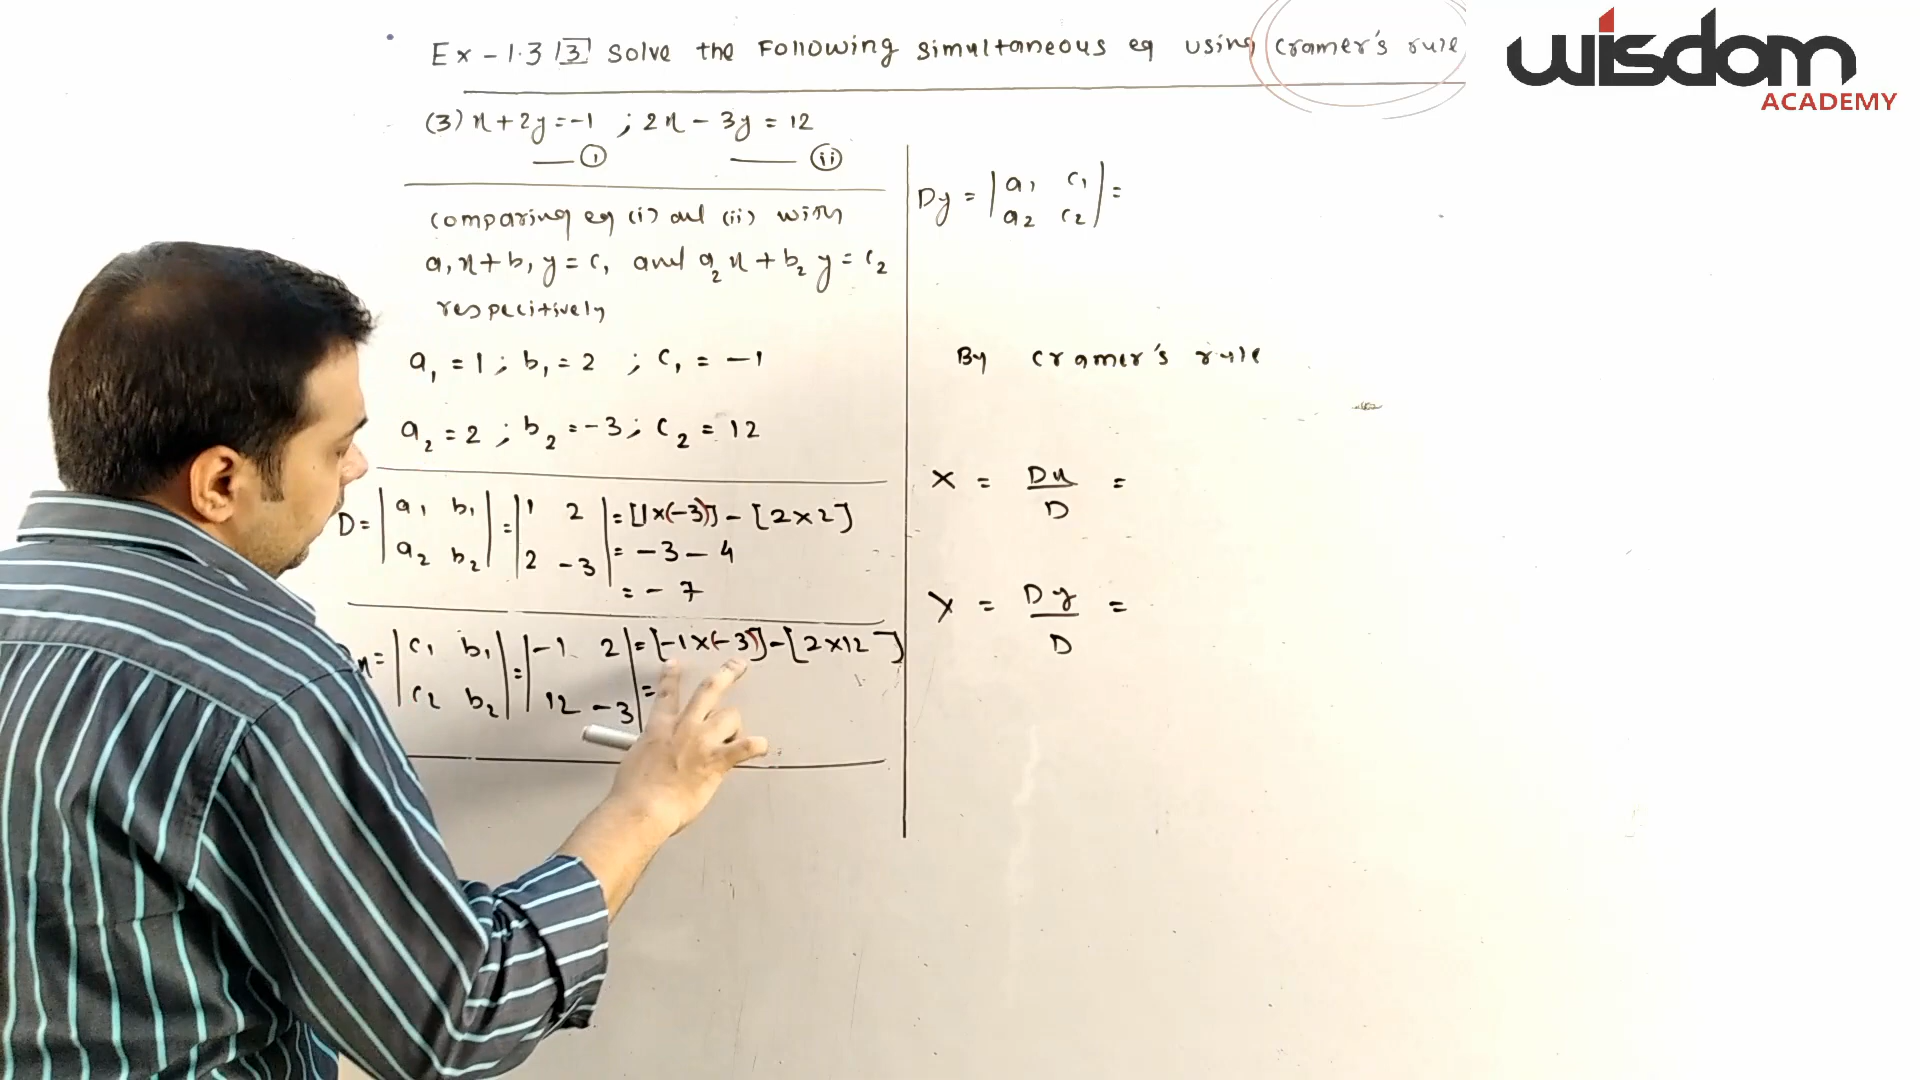 Ex - 1.3 [3] Solve the Following simultaneous eq using Cramer's rule
wisdom
ACADEMY
(3) x + 2y = -1 ; 2x - 3y = 12
—— (i) —— (ii)
comparing eq (i) and (ii) with
a₁x + b₁y = c₁ and a₂x + b₂y = c₂
respecitively
a₁ = 1 ; b₁ = 2 ; c₁ = -1
a₂ = 2 ; b₂ = -3 ; c₂ = 12
D = |a₁ b₁| = |1 2| = [1×(-3)] - [2×2]
|a₂ b₂| |2 -3| = -3 - 4
= -7
x = |c₁ b₁| = |-1 2| = [-1×(-3)] - [2×12]
|c₂ b₂| |12 -3| =
Dy = |a₁ c₁| =
|a₂ c₂|
By cramer's rule
x = Dx/D =
y = Dy/D =